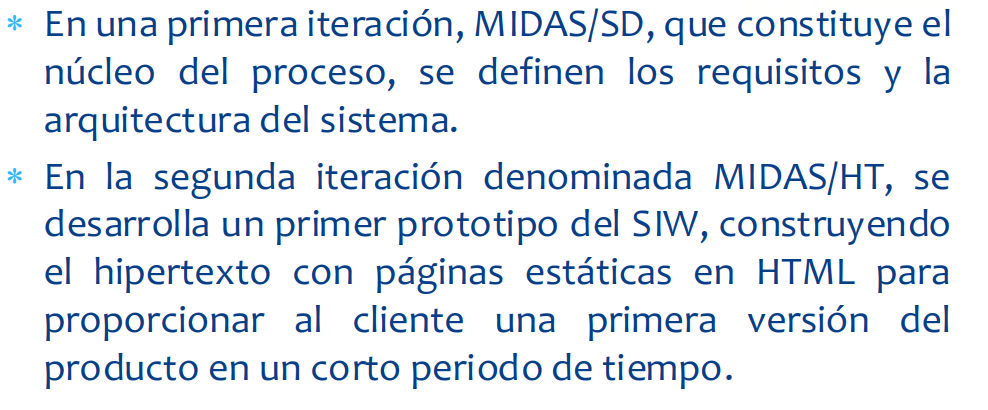 * En una primera iteración, MIDAS/SD, que constituye el
núcleo del proceso, se definen los requisitos y la
arquitectura del sistema.
* En la segunda iteración denominada MIDAS/HT, se
desarrolla un primer prototipo del SIW, construyendo
el hipertexto con páginas estáticas en HTML para
proporcionar al cliente una primera versión del
producto en un corto periodo de tiempo.